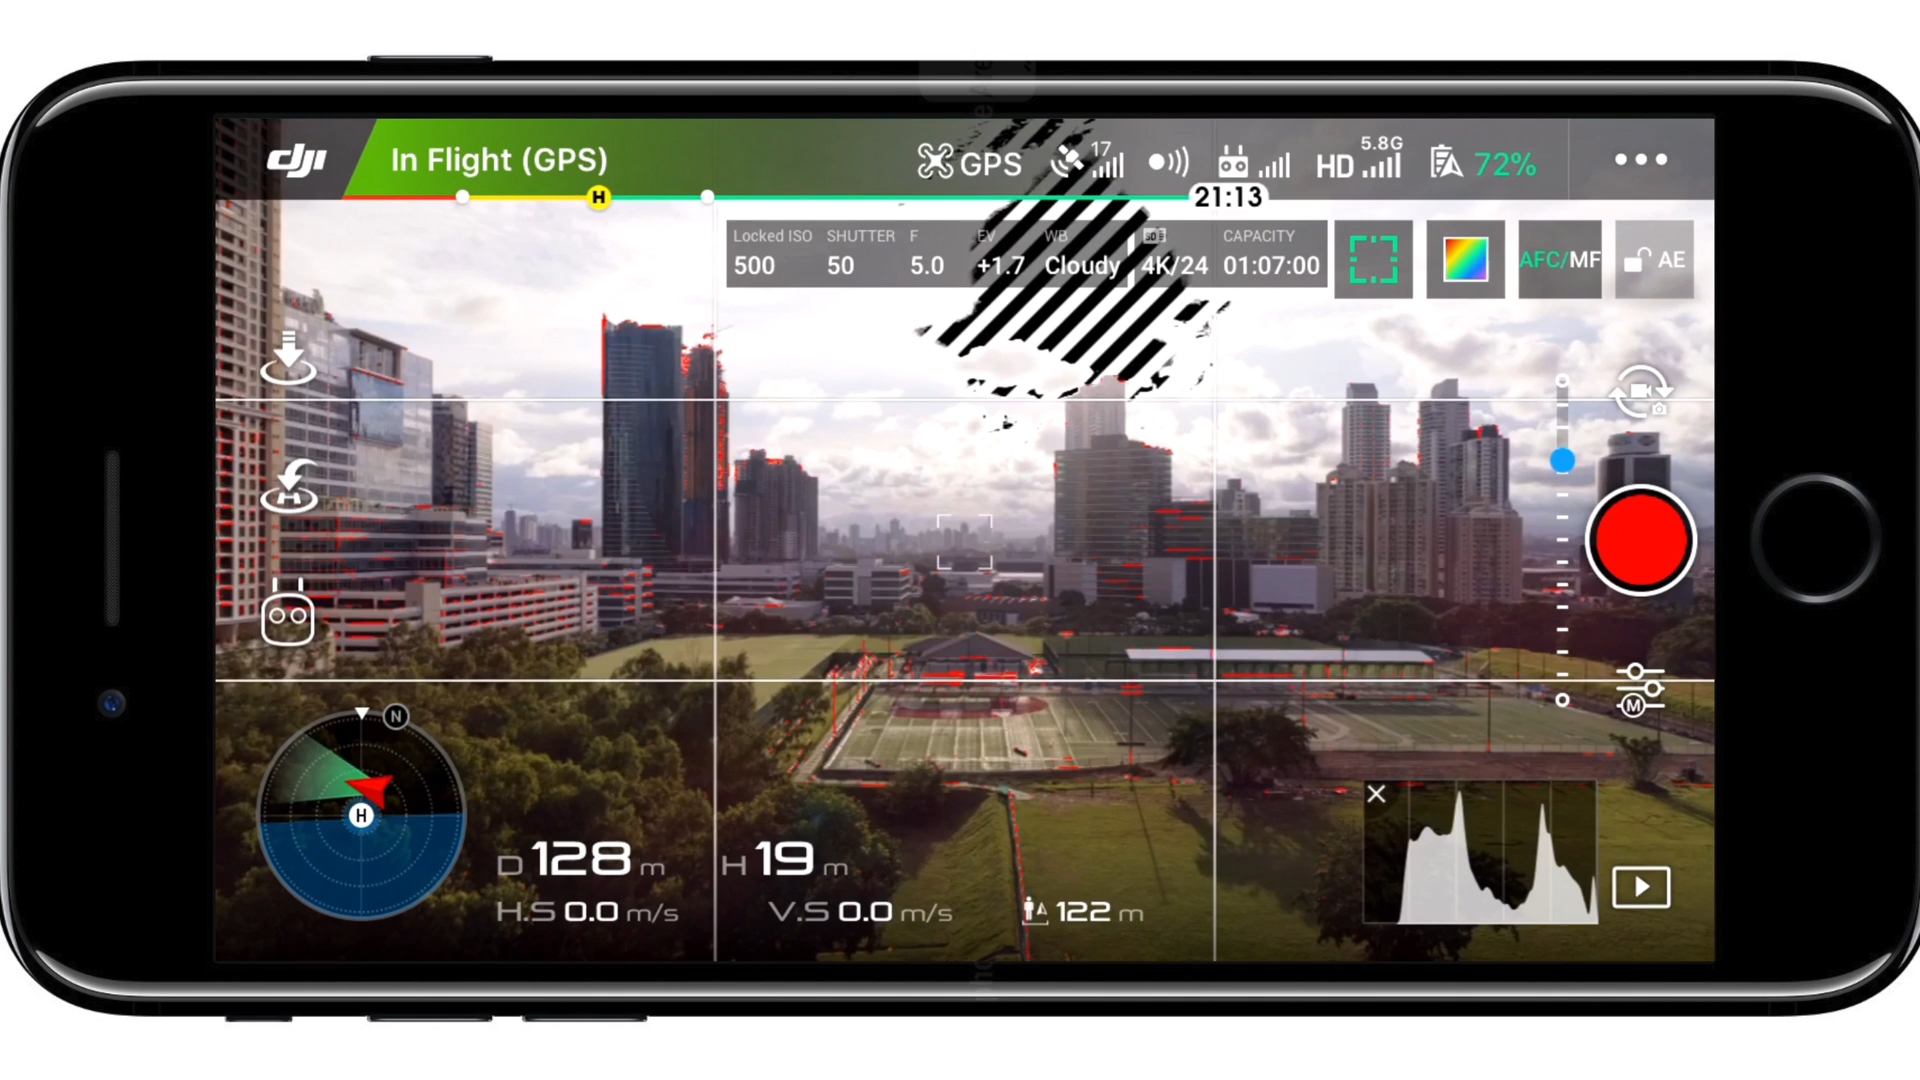 dji In Flight (GPS) GPS 17 HD 5.8G 72%
H 21:13
Locked ISO SHUTTER F EV WB SD CAPACITY
500 50 5.0 +1.7 Cloudy 4K/24 01:07:00 AFC/MF AE
H
M
N
H
D 128 m H 19 m
H.S 0.0 m/s V.S 0.0 m/s 122 m